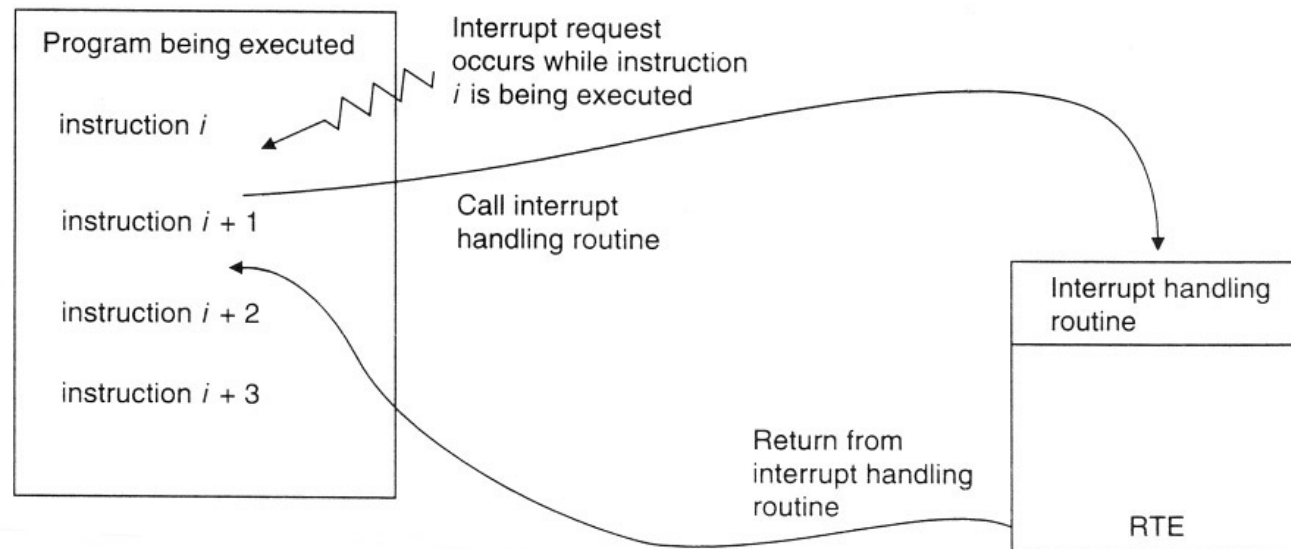 Program being executed
instruction i
instruction i + 1
instruction i + 2
instruction i + 3
Interrupt request
occurs while instruction
i is being executed
Call interrupt
handling routine
Interrupt handling
routine
Return from
interrupt handling
routine
RTE